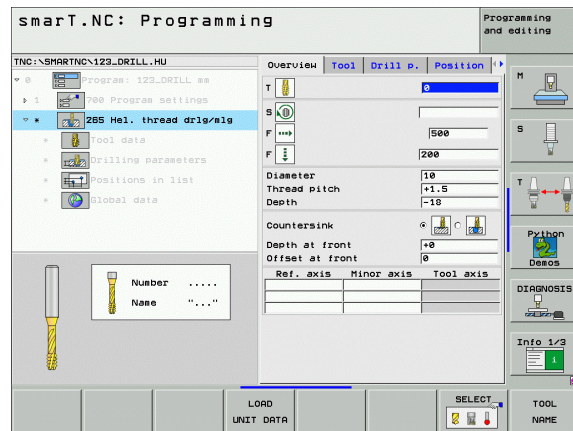 smarT.NC: Programming
Programming and editing
TNC:\SMARTNC\123_DRILL.HU
0 Program: 123_DRILL mm
1 700 Program settings
* 265 Hel. thread drlg/mlg
* Tool data
* Drilling parameters
* Positions in list
* Global data
Number .....
Name "..."
Overview Tool Drill p. Position
T 0
S
F 500
F 200
Diameter 10
Thread pitch +1.5
Depth -18
Countersink
Depth at front +0
Offset at front 0
Ref. axis Minor axis Tool axis
M
S
T
Python Demos
DIAGNOSIS
Info 1/3
1
LOAD UNIT DATA
SELECT
TOOL NAME